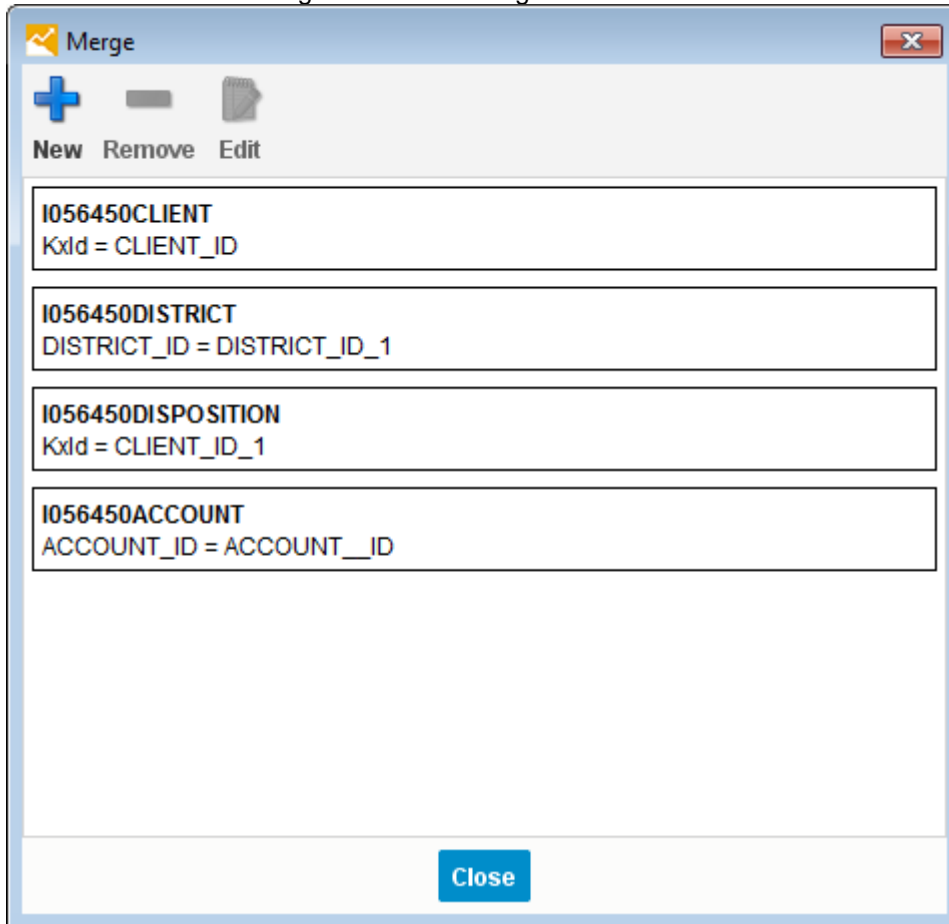 Merge
New Remove Edit
I056450CLIENT
KxId = CLIENT_ID
I056450DISTRICT
DISTRICT_ID = DISTRICT_ID_1
I056450DISPOSITION
KxId = CLIENT_ID_1
I056450ACCOUNT
ACCOUNT_ID = ACCOUNT__ID
Close